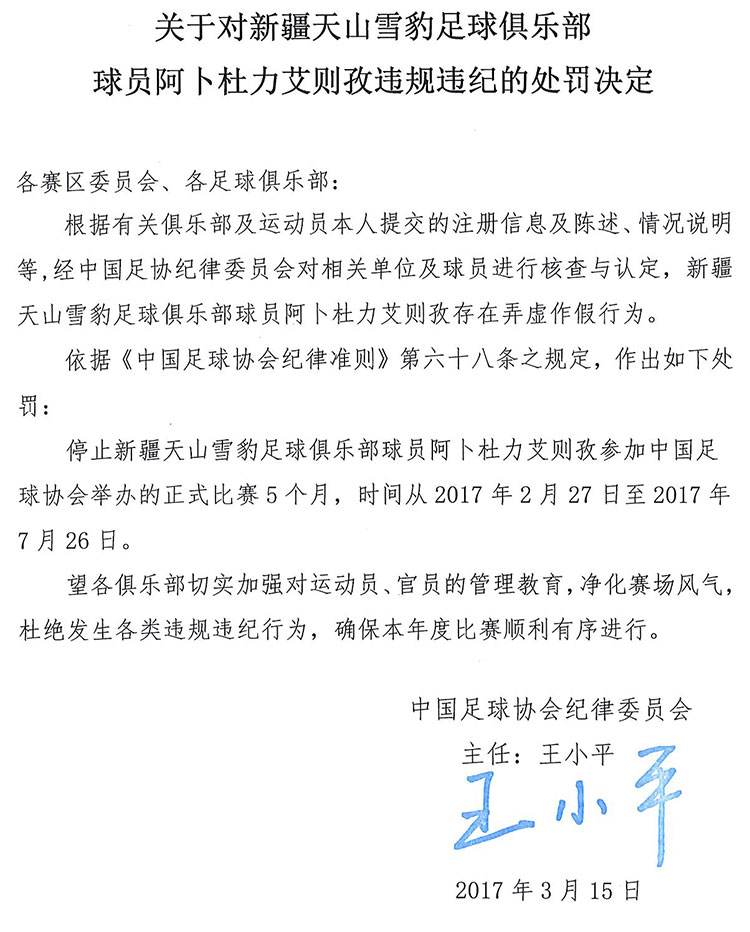 关于对新疆天山雪豹足球俱乐部
球员阿卜杜力艾则孜违规违纪的处罚决定
各赛区委员会、各足球俱乐部：
根据有关俱乐部及运动员本人提交的注册信息及陈述、情况说明
等,经中国足协纪律委员会对相关单位及球员进行核查与认定，新疆
天山雪豹足球俱乐部球员阿卜杜力艾则孜存在弄虚作假行为。
依据《中国足球协会纪律准则》第六十八条之规定，作出如下处
罚：
停止新疆天山雪豹足球俱乐部球员阿卜杜力艾则孜参加中国足
球协会举办的正式比赛5个月，时间从2017年2月27日至2017年
7月26日。
望各俱乐部切实加强对运动员、官员的管理教育,净化赛场风气，
杜绝发生各类违规违纪行为，确保本年度比赛顺利有序进行。
中国足球协会纪律委员会
主任：王小平
王小平
2017年3月15日